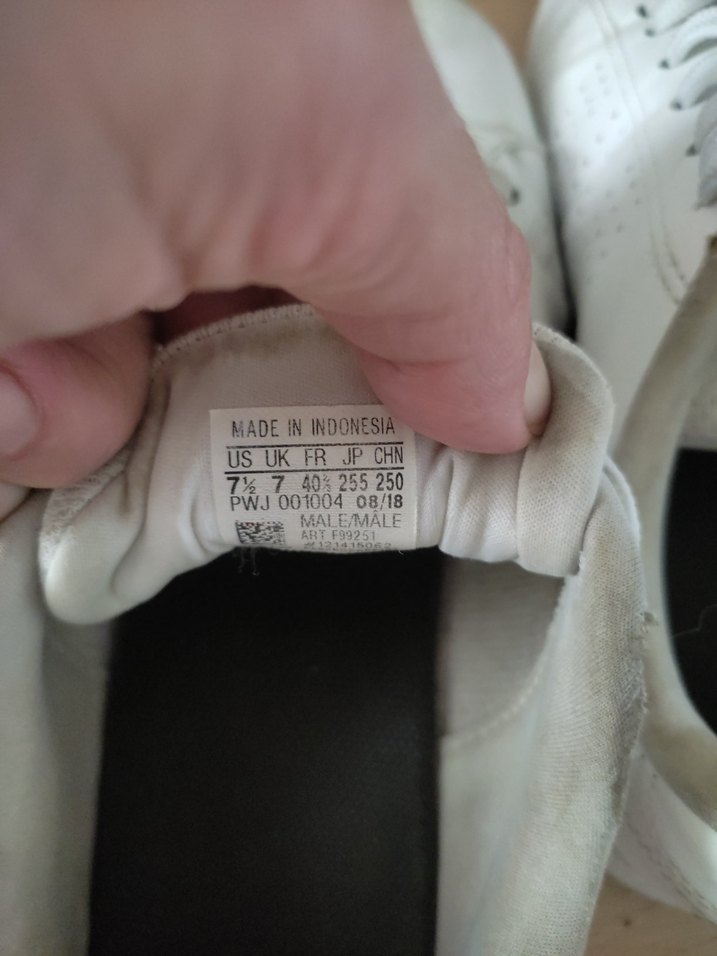 MADE IN INDONESIA
US UK FR JP CHN
7½ 7 40⅔ 255 250
PWJ 001004 08/18
MALE/MÂLE
ART F99251